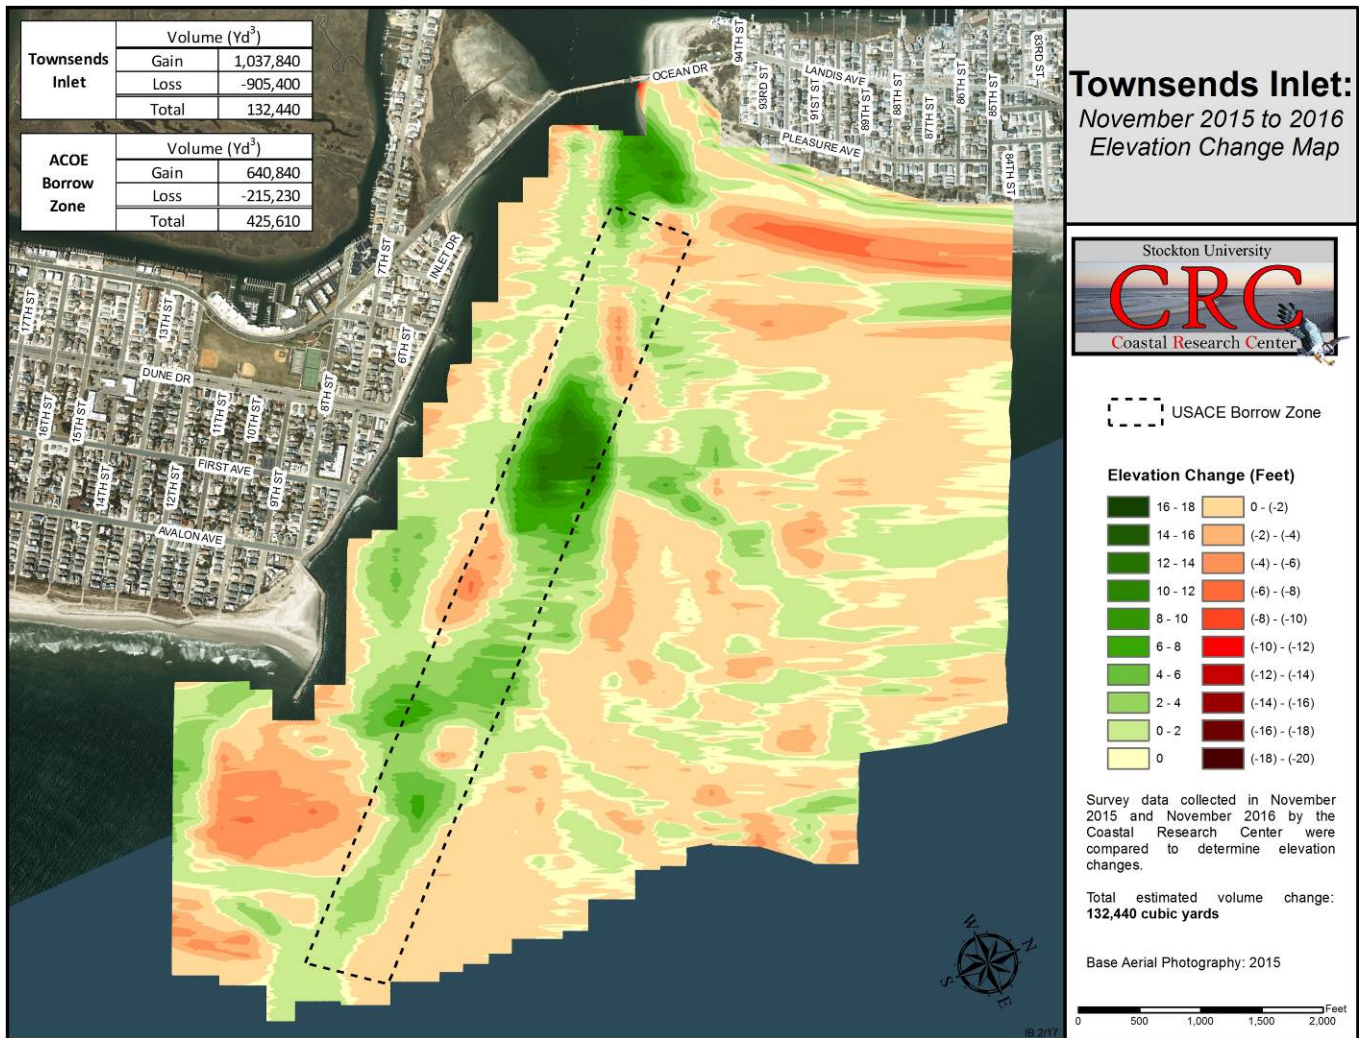 Townsends Inlet
Volume (Yd³)
Gain 1,037,840
Loss -905,400
Total 132,440
ACOE Borrow Zone
Volume (Yd³)
Gain 640,840
Loss -215,230
Total 425,610
Townsends Inlet:
November 2015 to 2016
Elevation Change Map
Stockton University
CRC
Coastal Research Center
USACE Borrow Zone
Elevation Change (Feet)
16 - 18 0 - (-2)
14 - 16 (-2) - (-4)
12 - 14 (-4) - (-6)
10 - 12 (-6) - (-8)
8 - 10 (-8) - (-10)
6 - 8 (-10) - (-12)
4 - 6 (-12) - (-14)
2 - 4 (-14) - (-16)
0 - 2 (-16) - (-18)
0 (-18) - (-20)
Survey data collected in November
2015 and November 2016 by the
Coastal Research Center were
compared to determine elevation
changes.
Total estimated volume change:
132,440 cubic yards
Base Aerial Photography: 2015
Feet
0 500 1,000 1,500 2,000
OCEAN DR
94TH ST
93RD ST
LANDIS AVE
91ST ST
89TH ST
88TH ST
87TH ST
86TH ST
85TH ST
84TH ST
83RD ST
PLEASURE AVE
7TH ST
INLET DR
6TH ST
17TH ST
13TH ST
DUNE DR
8TH ST
16TH ST
15TH ST
11TH ST
10TH ST
FIRST AVE
14TH ST
12TH ST
9TH ST
AVALON AVE
W
N
S
E
IB 2/17